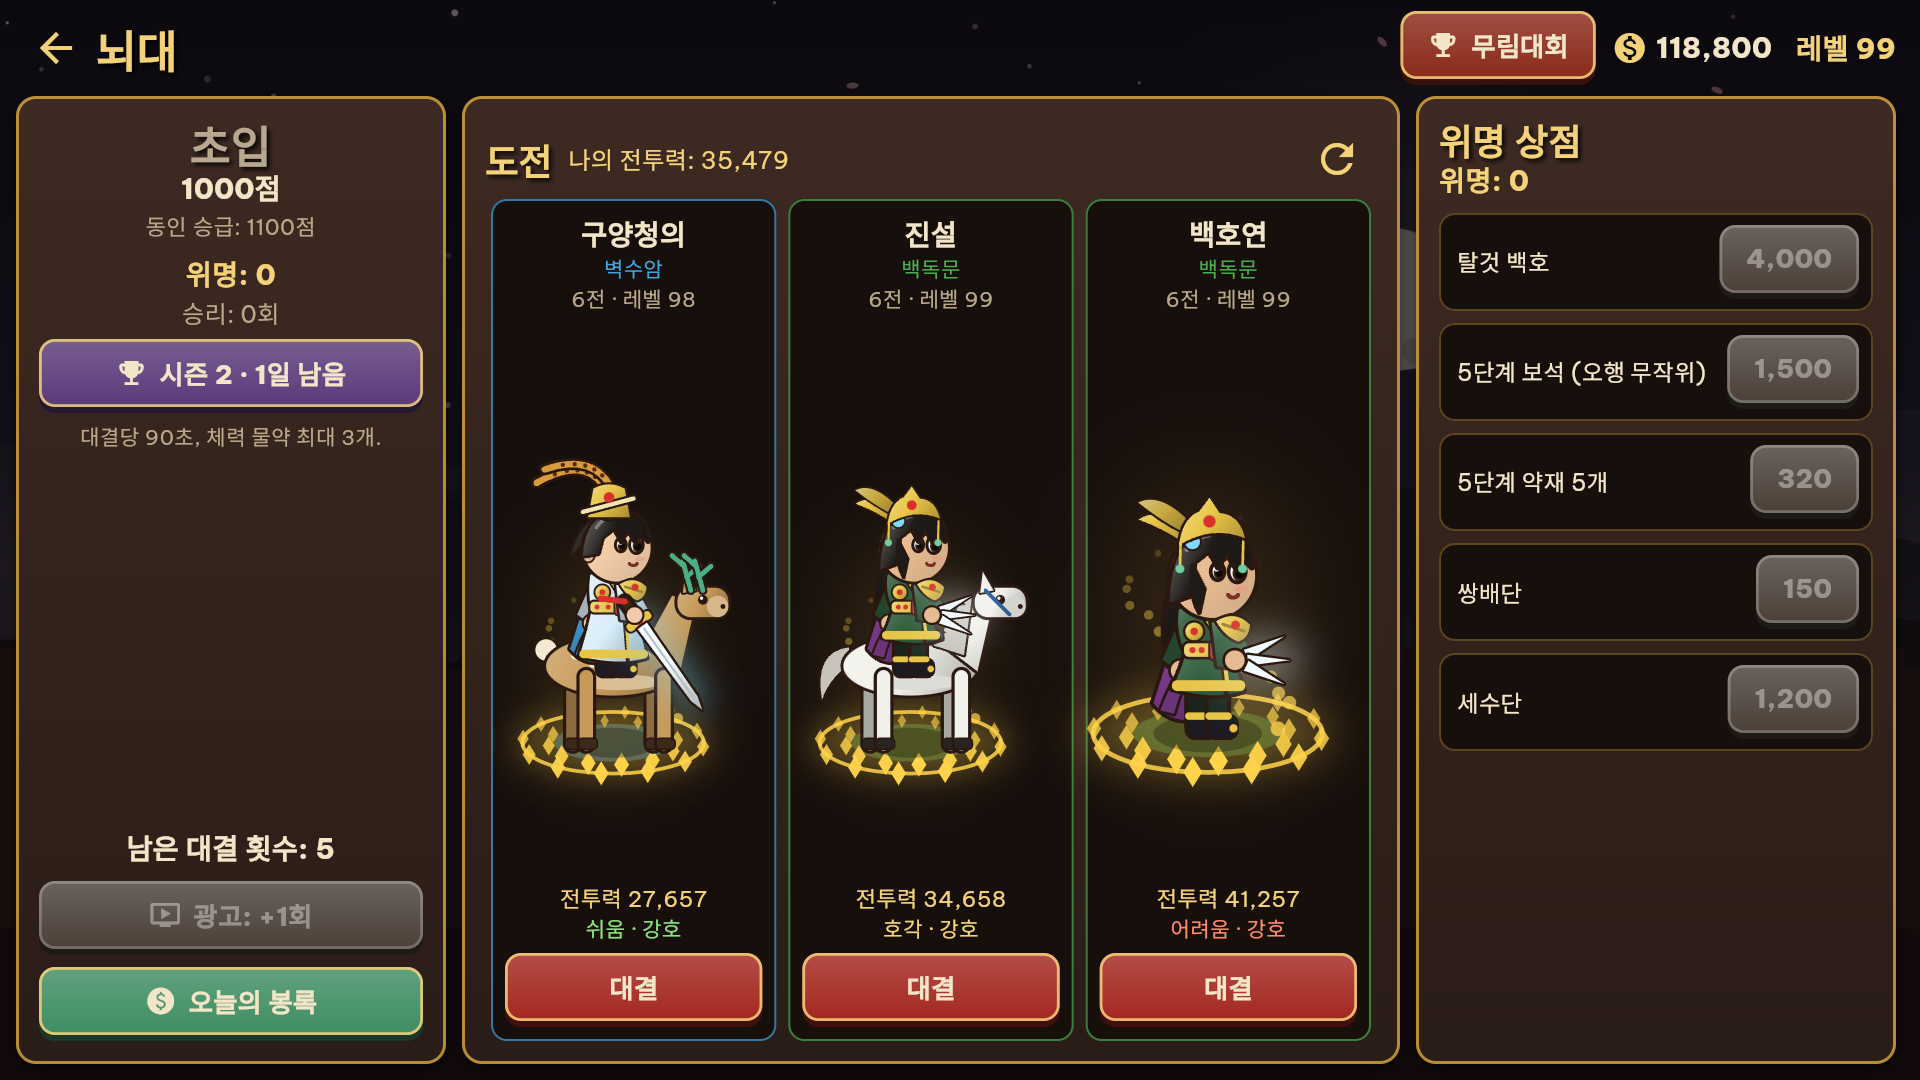 뇌대
무림대회
118,800
레벨 99
초입
1000점
동인 승급: 1100점
위명: 0
승리: 0회
시즌 2 · 1일 남음
대결당 90초, 체력 물약 최대 3개.
남은 대결 횟수: 5
광고: +1회
오늘의 봉록
도전
나의 전투력: 35,479
구양청의
벽수암
6전 · 레벨 98
전투력 27,657
쉬움 · 강호
대결
진설
백독문
6전 · 레벨 99
전투력 34,658
호각 · 강호
대결
백호연
백독문
6전 · 레벨 99
전투력 41,257
어려움 · 강호
대결
위명 상점
위명: 0
탈것 백호
4,000
5단계 보석 (오행 무작위)
1,500
5단계 약재 5개
320
쌍배단
150
세수단
1,200